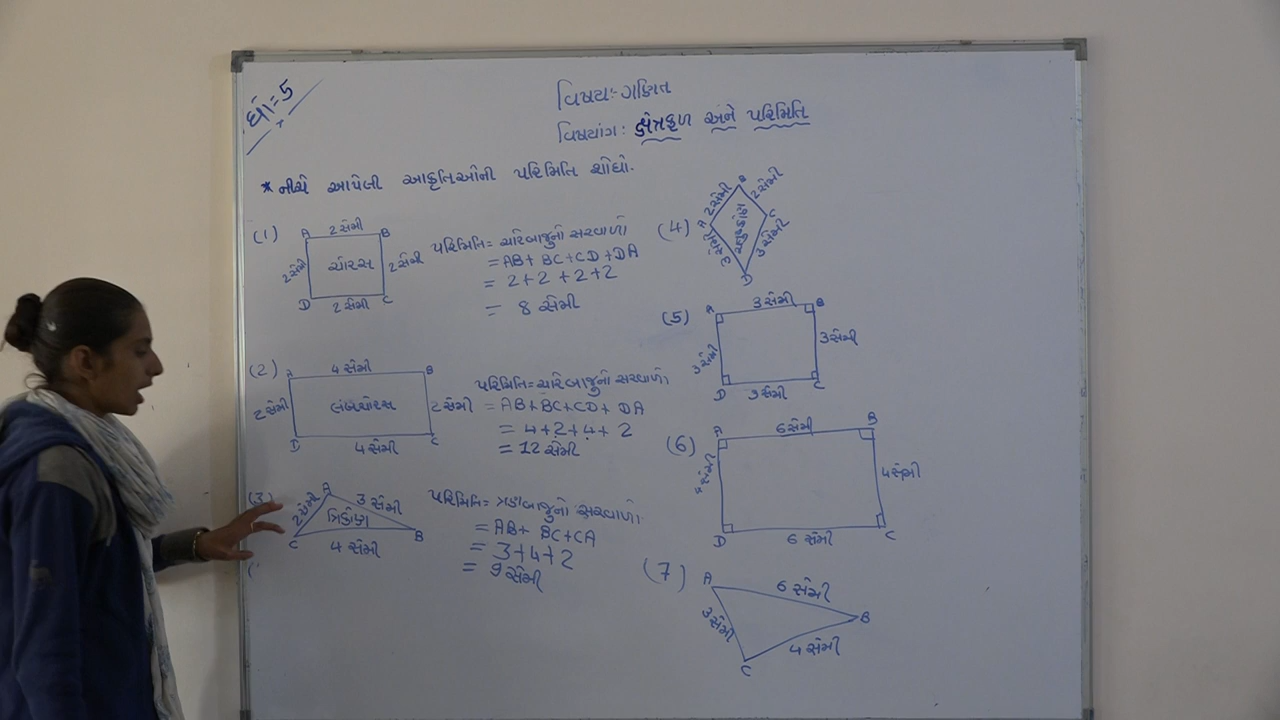 ધો=5
વિષય:-ગણિત
વિષયાંગ: ક્ષેત્રફળ અને પરિમિતિ
* નીચે આપેલી આકૃતિઓની પરિમિતિ શોધો.
(1)
A 2 સેમી B
2 સેમી ચોરસ 2 સેમી
D 2 સેમી C
પરિમિતિ = ચારેબાજુનો સરવાળો
= AB + BC + CD + DA
= 2+2+2+2
= 8 સેમી
(2)
A 4 સેમી B
2 સેમી લંબચોરસ 2 સેમી
D 4 સેમી C
પરિમિતિ = ચારેબાજુનો સરવાળો
= AB + BC + CD + DA
= 4+2+4+2
= 12 સેમી
(3)
A 3 સેમી
2 સેમી ત્રિકોણ
C 4 સેમી B
પરિમિતિ = ત્રણબાજુનો સરવાળો
= AB + BC + CA
= 3+4+2
= 9 સેમી
(4)
B
2 સેમી 2 સેમી
A ચતુષ્કોણ C
3 સેમી 3 સેમી
D
(5)
A 3 સેમી B
3 સેમી 3 સેમી
D 3 સેમી C
(6)
A 6 સેમી B
4 સેમી 4 સેમી
D 6 સેમી C
(7)
A 6 સેમી B
3 સેમી 4 સેમી
C